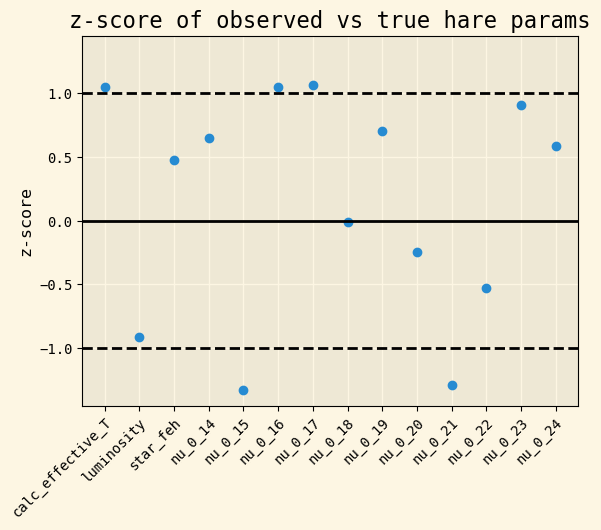 z-score of observed vs true hare params
z-score
1.0
0.5
0.0
−0.5
−1.0
calc_effective_T
luminosity
star_feh
nu_0_14
nu_0_15
nu_0_16
nu_0_17
nu_0_18
nu_0_19
nu_0_20
nu_0_21
nu_0_22
nu_0_23
nu_0_24